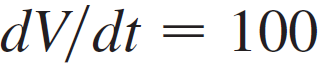 dV/dt = 100